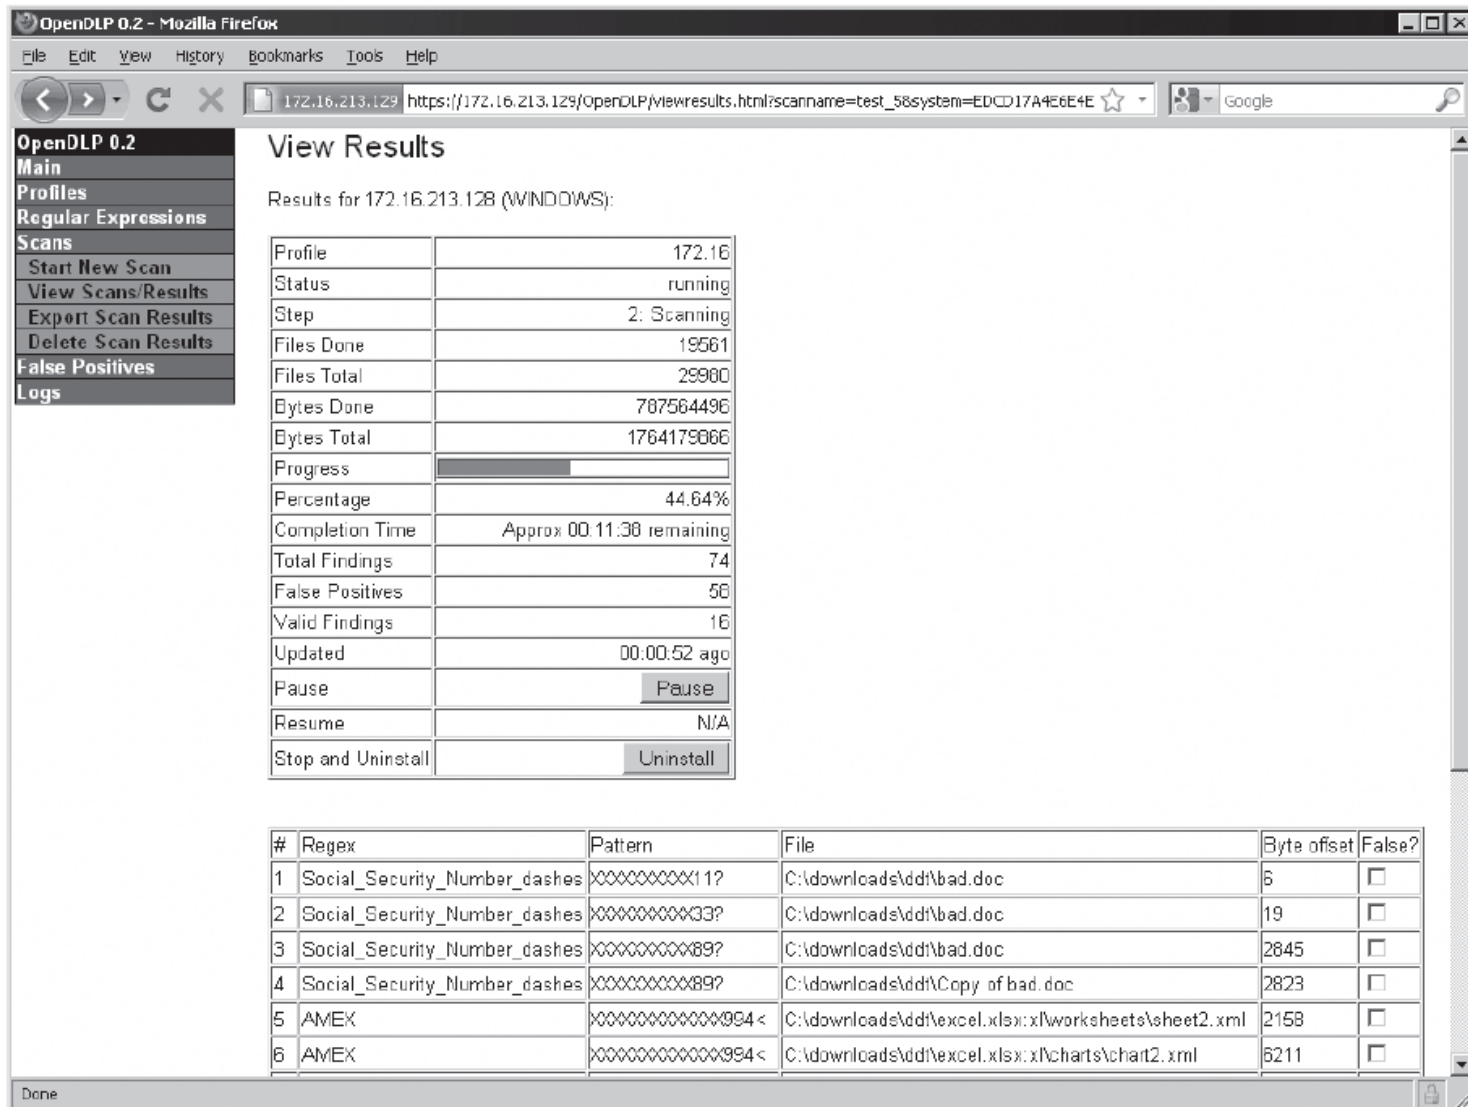 OpenDLP 0.2 - Mozilla Firefox
File Edit View History Bookmarks Tools Help
172.16.213.129 https://172.16.213.129/OpenDLP/viewresults.html?scanname=test_5&system=EDCD17A4E6E4E Google
OpenDLP 0.2
Main
Profiles
Regular Expressions
Scans
Start New Scan
View Scans/Results
Export Scan Results
Delete Scan Results
False Positives
Logs
View Results
Results for 172.16.213.128 (WINDOWS):
Profile 172.16
Status running
Step 2: Scanning
Files Done 19561
Files Total 29980
Bytes Done 787564496
Bytes Total 1764179866
Progress
Percentage 44.64%
Completion Time Approx 00:11:38 remaining
Total Findings 74
False Positives 58
Valid Findings 16
Updated 00:00:52 ago
Pause Pause
Resume N/A
Stop and Uninstall Uninstall
# Regex Pattern File Byte offset False?
1 Social_Security_Number_dashes XXXXXXXXXX11? C:\downloads\ddt\bad.doc 6
2 Social_Security_Number_dashes XXXXXXXXXX33? C:\downloads\ddt\bad.doc 19
3 Social_Security_Number_dashes XXXXXXXXXX89? C:\downloads\ddt\bad.doc 2845
4 Social_Security_Number_dashes XXXXXXXXXX89? C:\downloads\ddt\Copy of bad.doc 2823
5 AMEX XXXXXXXXXXXXX994< C:\downloads\ddt\excel.xlsx:xl\worksheets\sheet2.xml 2158
6 AMEX XXXXXXXXXXXXX994< C:\downloads\ddt\excel.xlsx:xl\charts\chart2.xml 6211
Done